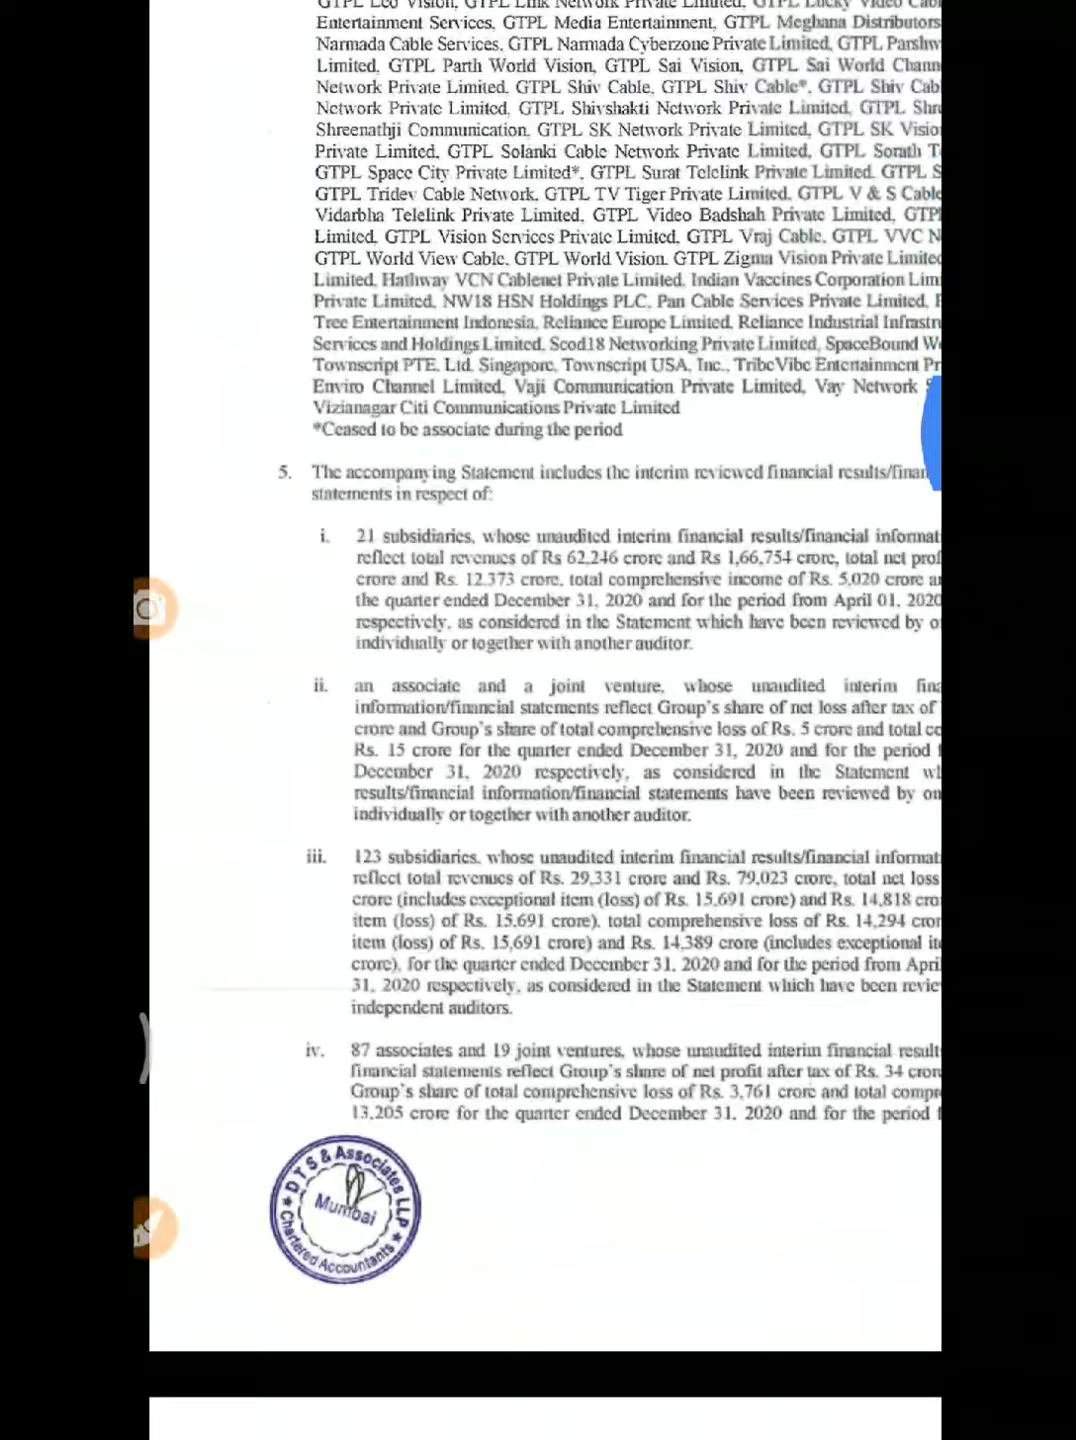 GTPL Leo Vision, GTPL Link Network Private Limited, GTPL Lucky Video Cab
Entertainment Services, GTPL Media Entertainment, GTPL Meghana Distributors
Narmada Cable Services, GTPL Narmada Cyberzone Private Limited, GTPL Parshw
Limited, GTPL Parth World Vision, GTPL Sai Vision, GTPL Sai World Chann
Network Private Limited, GTPL Shiv Cable, GTPL Shiv Cable*, GTPL Shiv Cab
Network Private Limited, GTPL Shivshakti Network Private Limited, GTPL Shr
Shreenathji Communication, GTPL SK Network Private Limited, GTPL SK Visio
Private Limited, GTPL Solanki Cable Network Private Limited, GTPL Sorath T
GTPL Space City Private Limited*, GTPL Surat Telelink Private Limited, GTPL S
GTPL Tridev Cable Network, GTPL TV Tiger Private Limited, GTPL V & S Cable
Vidarbha Telelink Private Limited, GTPL Video Badshah Private Limited, GTP
Limited, GTPL Vision Services Private Limited, GTPL Vraj Cable, GTPL VVC N
GTPL World View Cable, GTPL World Vision, GTPL Zigma Vision Private Limited
Limited, Hathway VCN Cablenet Private Limited, Indian Vaccines Corporation Lim
Private Limited, NW18 HSN Holdings PLC, Pan Cable Services Private Limited,
Tree Entertainment Indonesia, Reliance Europe Limited, Reliance Industrial Infrastr
Services and Holdings Limited, Scod18 Networking Private Limited, SpaceBound W
Townscript PTE. Ltd, Singapore, Townscript USA, Inc., TribeVibe Entertainment Pr
Enviro Channel Limited, Vaji Communication Private Limited, Vay Network S
Vizianagar Citi Communications Private Limited
*Ceased to be associate during the period
5. The accompanying Statement includes the interim reviewed financial results/finan
statements in respect of:
i. 21 subsidiaries, whose unaudited interim financial results/financial informat
reflect total revenues of Rs 62,246 crore and Rs 1,66,754 crore, total net prof
crore and Rs. 12,373 crore, total comprehensive income of Rs. 5,020 crore a
the quarter ended December 31, 2020 and for the period from April 01, 2020
respectively, as considered in the Statement which have been reviewed by o
individually or together with another auditor.
ii. an associate and a joint venture, whose unaudited interim fina
information/financial statements reflect Group's share of net loss after tax of
crore and Group's share of total comprehensive loss of Rs. 5 crore and total co
Rs. 15 crore for the quarter ended December 31, 2020 and for the period f
December 31, 2020 respectively, as considered in the Statement wh
results/financial information/financial statements have been reviewed by on
individually or together with another auditor.
iii. 123 subsidiaries, whose unaudited interim financial results/financial informat
reflect total revenues of Rs. 29,331 crore and Rs. 79,023 crore, total net loss
crore (includes exceptional item (loss) of Rs. 15,691 crore) and Rs. 14,818 cro
item (loss) of Rs. 15,691 crore), total comprehensive loss of Rs. 14,294 cror
item (loss) of Rs. 15,691 crore) and Rs. 14,389 crore (includes exceptional it
crore), for the quarter ended December 31, 2020 and for the period from April
31, 2020 respectively, as considered in the Statement which have been revie
independent auditors.
iv. 87 associates and 19 joint ventures, whose unaudited interim financial result
financial statements reflect Group's share of net profit after tax of Rs. 34 cror
Group's share of total comprehensive loss of Rs. 3,761 crore and total compr
13,205 crore for the quarter ended December 31, 2020 and for the period f
DTS & Associates LLP
Mumbai
Chartered Accountants